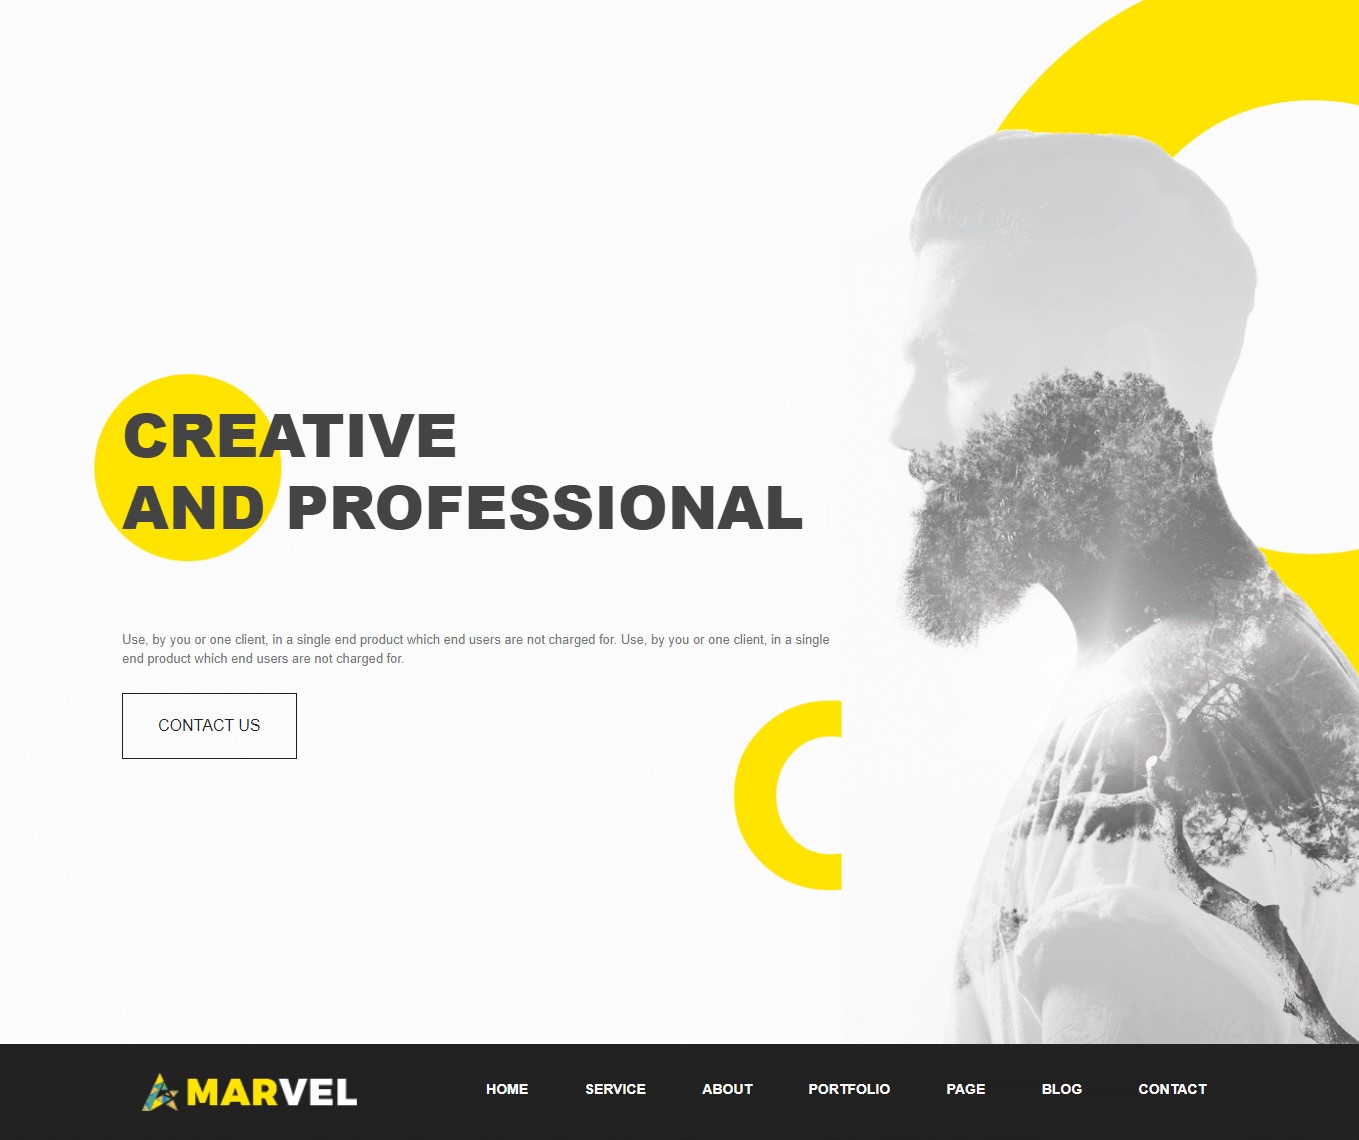 CREATIVE
AND PROFESSIONAL
Use, by you or one client, in a single end product which end users are not charged for. Use, by you or one client, in a single
end product which end users are not charged for.
CONTACT US
MARVEL
HOME SERVICE ABOUT PORTFOLIO PAGE BLOG CONTACT